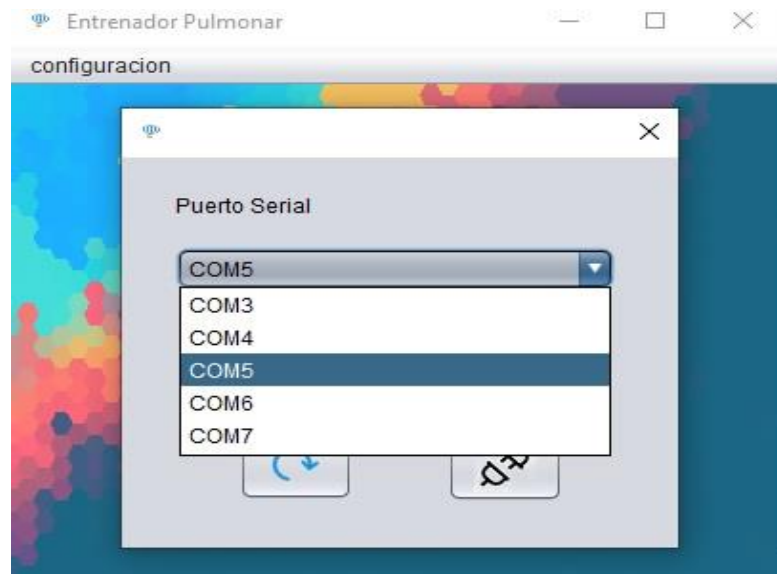 Entrenador Pulmonar
configuracion
Puerto Serial
COM5
COM3
COM4
COM5
COM6
COM7